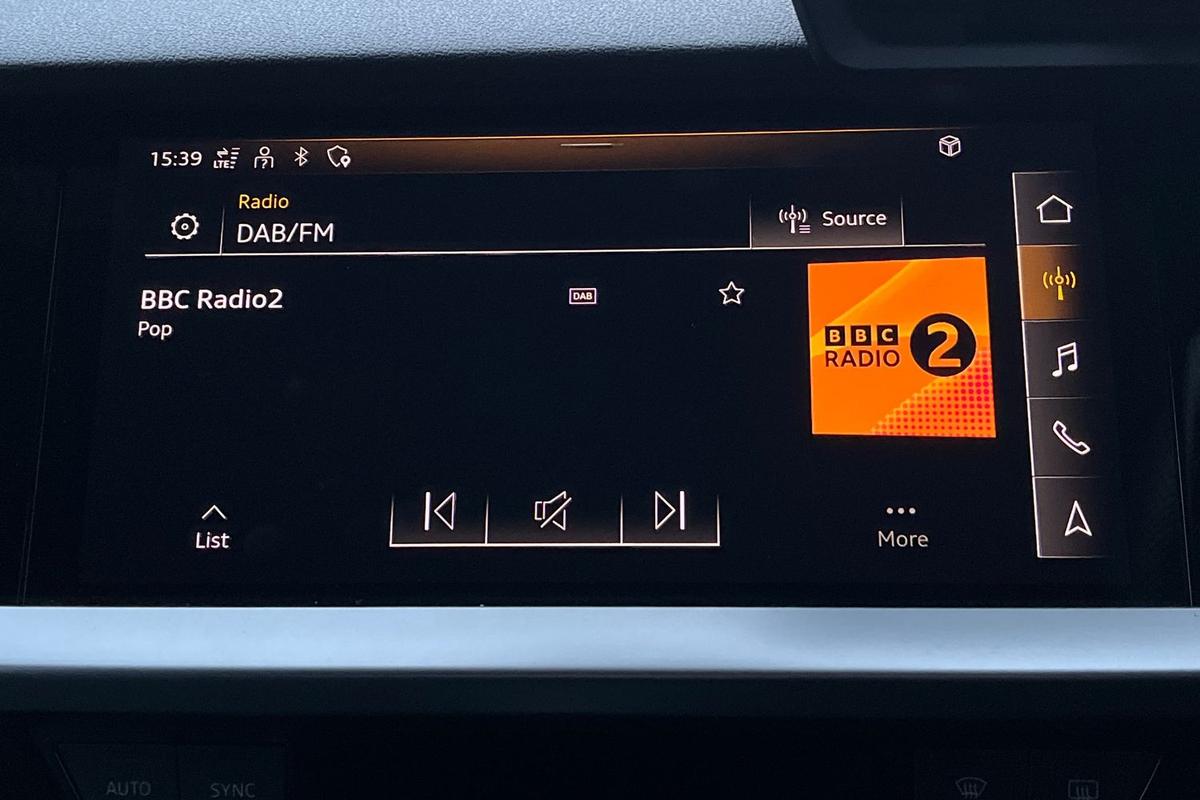 15:39 LTE
Radio
DAB/FM
Source
BBC Radio2
DAB
Pop
BBC 2
RADIO
List
More
AUTO SYNC